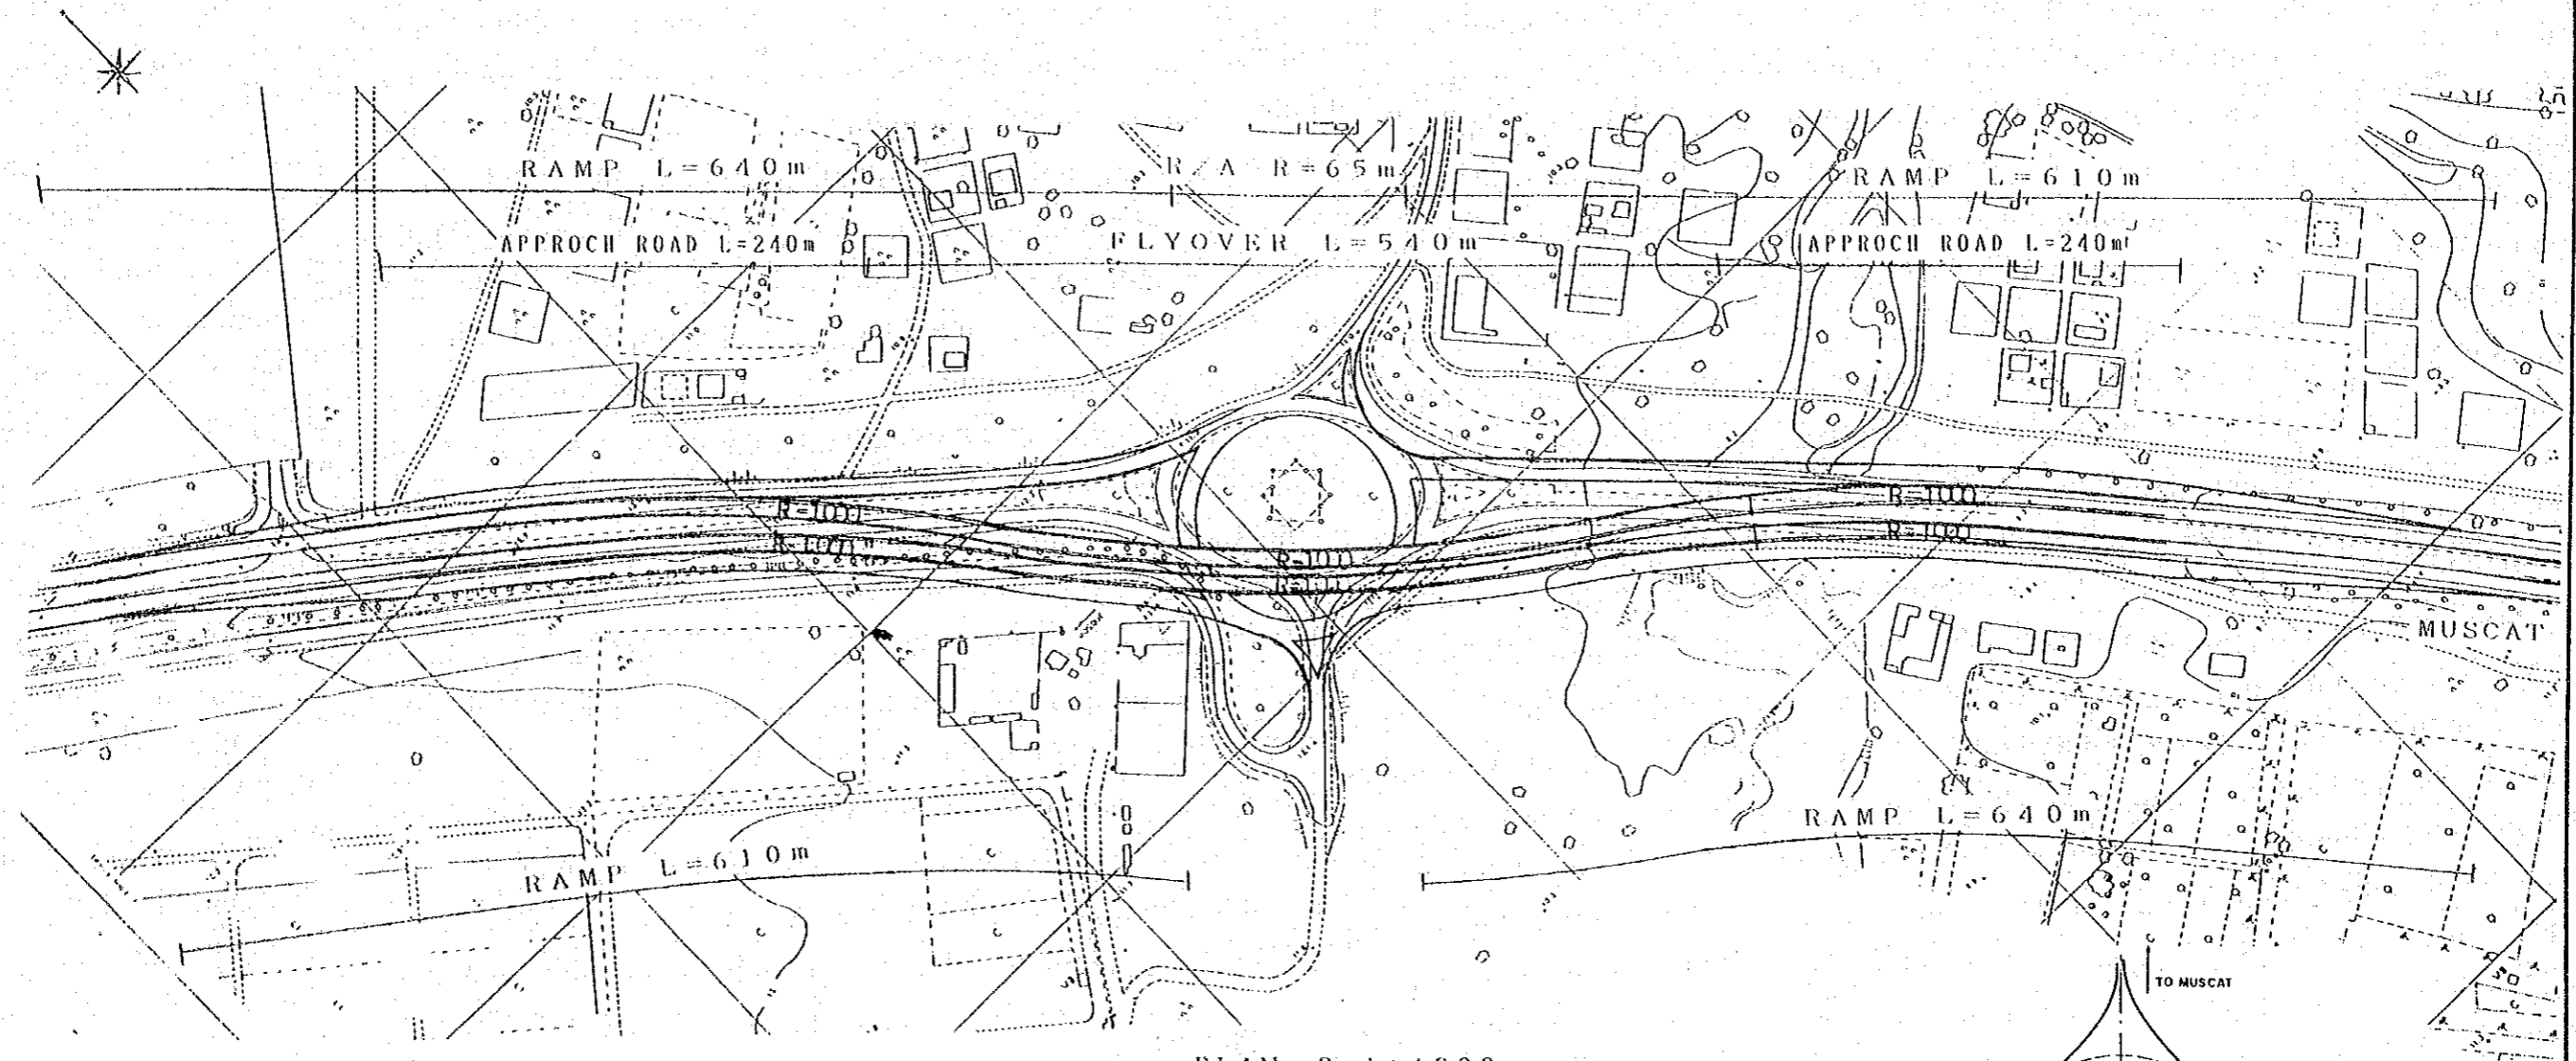 RAMP L=640m
R/A R=65m
RAMP L=610m
APPROCH ROAD L=240m
FLYOVER L=540m
APPROCH ROAD L=240m
R=1000
R=1000
R=1000
R=1000
MUSCAT
RAMP L=640m
RAMP L=610m
TO MUSCAT
PLAN